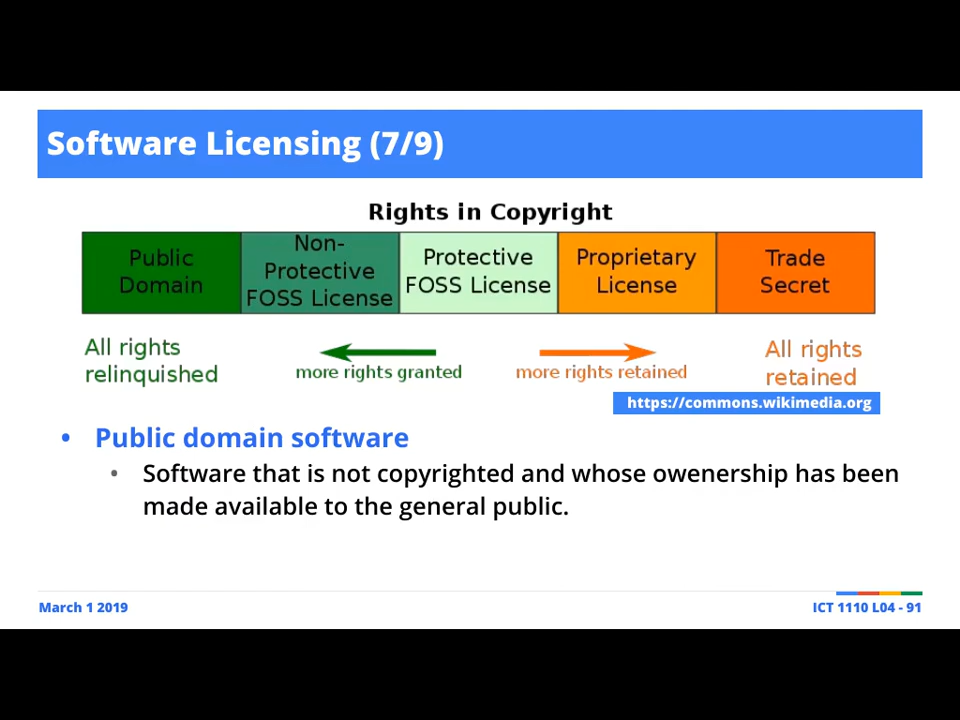 Software Licensing (7/9)
Rights in Copyright
Public
Domain
Non-
Protective
FOSS License
Protective
FOSS License
Proprietary
License
Trade
Secret
All rights
relinquished
more rights granted
more rights retained
All rights
retained
https://commons.wikimedia.org
• Public domain software
• Software that is not copyrighted and whose owenership has been
made available to the general public.
March 1 2019
ICT 1110 L04 - 91